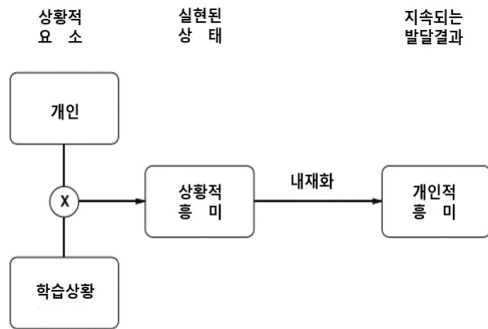 상황적
요 소
실현된
상 태
지속되는
발달결과
개인
X
상황적
흥 미
내재화
개인적
흥 미
학습상황